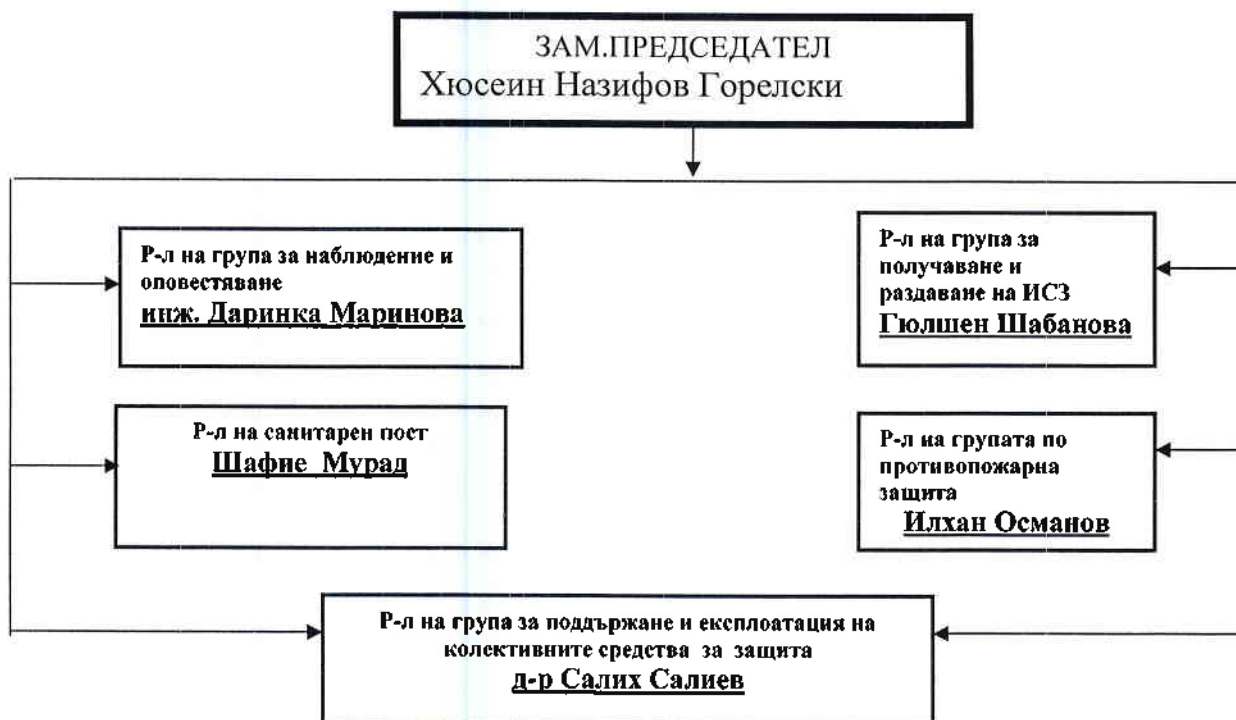 ЗАМ.ПРЕДСЕДАТЕЛ
Хюсеин Назифов Горелски
Р-л на група за наблюдение и
оповестяване
инж. Даринка Маринова
Р-л на група за
получаване и
раздаване на ИСЗ
Гюлшен Шабанова
Р-л на санитарен пост
Шафие Мурад
Р-л на групата по
противопожарна
защита
Илхан Османов
Р-л на група за поддържане и експлоатация на
колективните средства за защита
д-р Салих Салиев